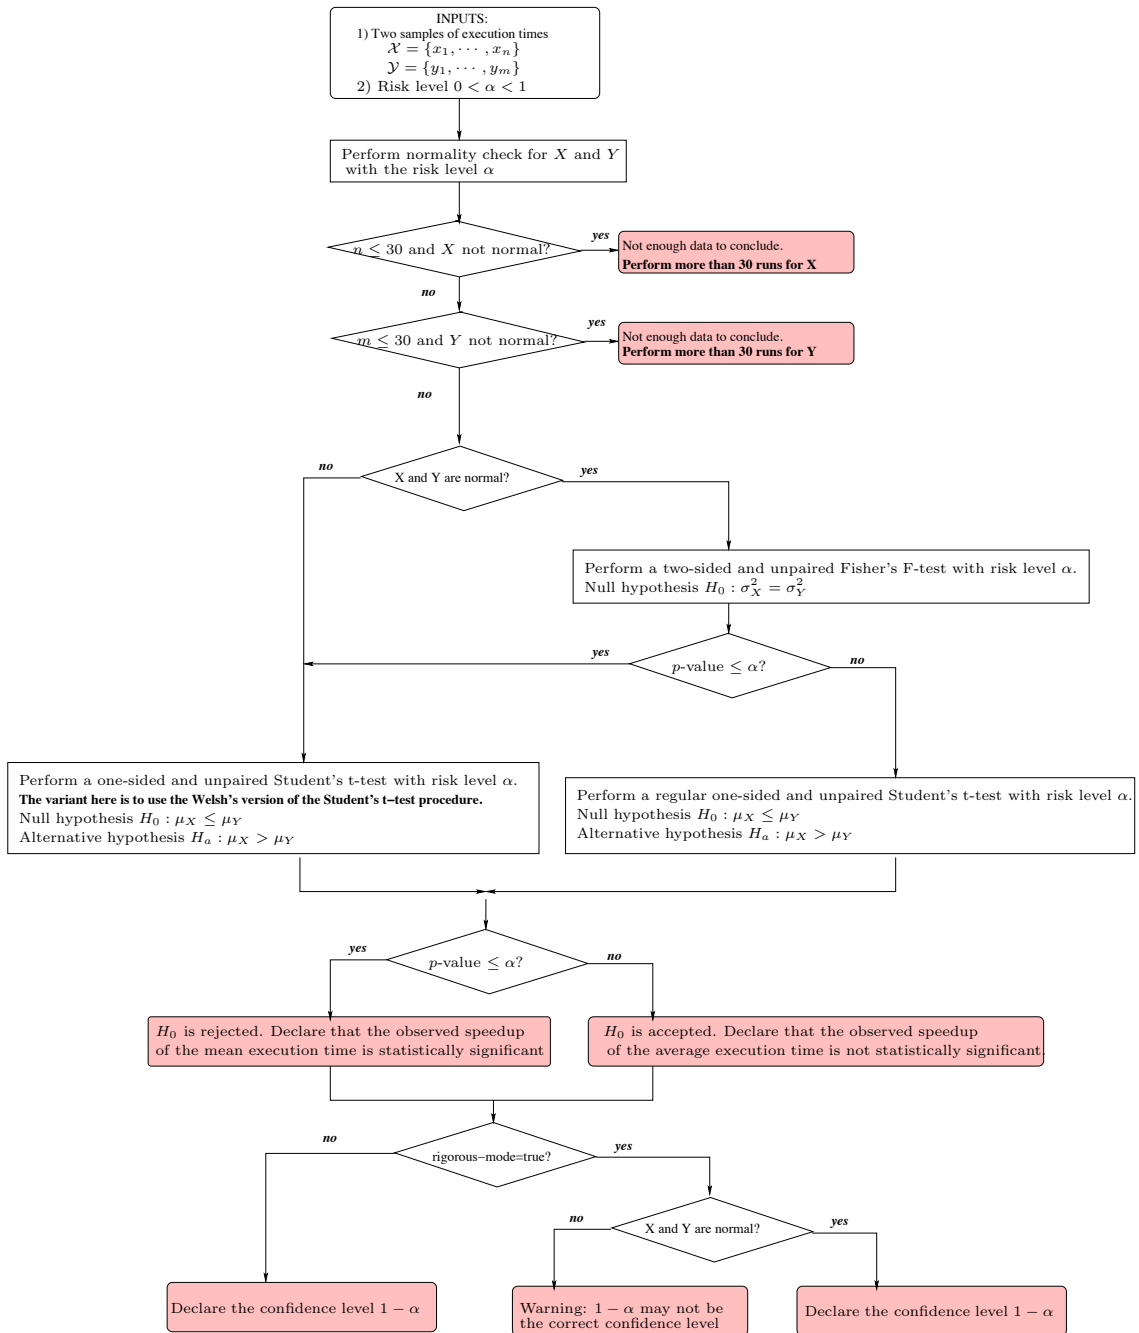 INPUTS:
1) Two samples of execution times
𝒳 = {x₁, ⋯ , xₙ}
𝒴 = {y₁, ⋯ , yₘ}
2) Risk level 0 < α < 1
Perform normality check for X and Y
with the risk level α
n ≤ 30 and X not normal?
yes
Not enough data to conclude.
Perform more than 30 runs for X
no
m ≤ 30 and Y not normal?
yes
Not enough data to conclude.
Perform more than 30 runs for Y
no
X and Y are normal?
no
yes
Perform a two-sided and unpaired Fisher's F-test with risk level α.
Null hypothesis H₀ : σ²_X = σ²_Y
p-value ≤ α?
yes
no
Perform a one-sided and unpaired Student's t-test with risk level α.
The variant here is to use the Welsh's version of the Student's t−test procedure.
Null hypothesis H₀ : μ_X ≤ μ_Y
Alternative hypothesis Hₐ : μ_X > μ_Y
Perform a regular one-sided and unpaired Student's t-test with risk level α.
Null hypothesis H₀ : μ_X ≤ μ_Y
Alternative hypothesis Hₐ : μ_X > μ_Y
p-value ≤ α?
yes
no
H₀ is rejected. Declare that the observed speedup
of the mean execution time is statistically significant
H₀ is accepted. Declare that the observed speedup
of the average execution time is not statistically significant.
rigorous−mode=true?
no
yes
X and Y are normal?
no
yes
Declare the confidence level 1 − α
Warning: 1 − α may not be
the correct confidence level
Declare the confidence level 1 − α